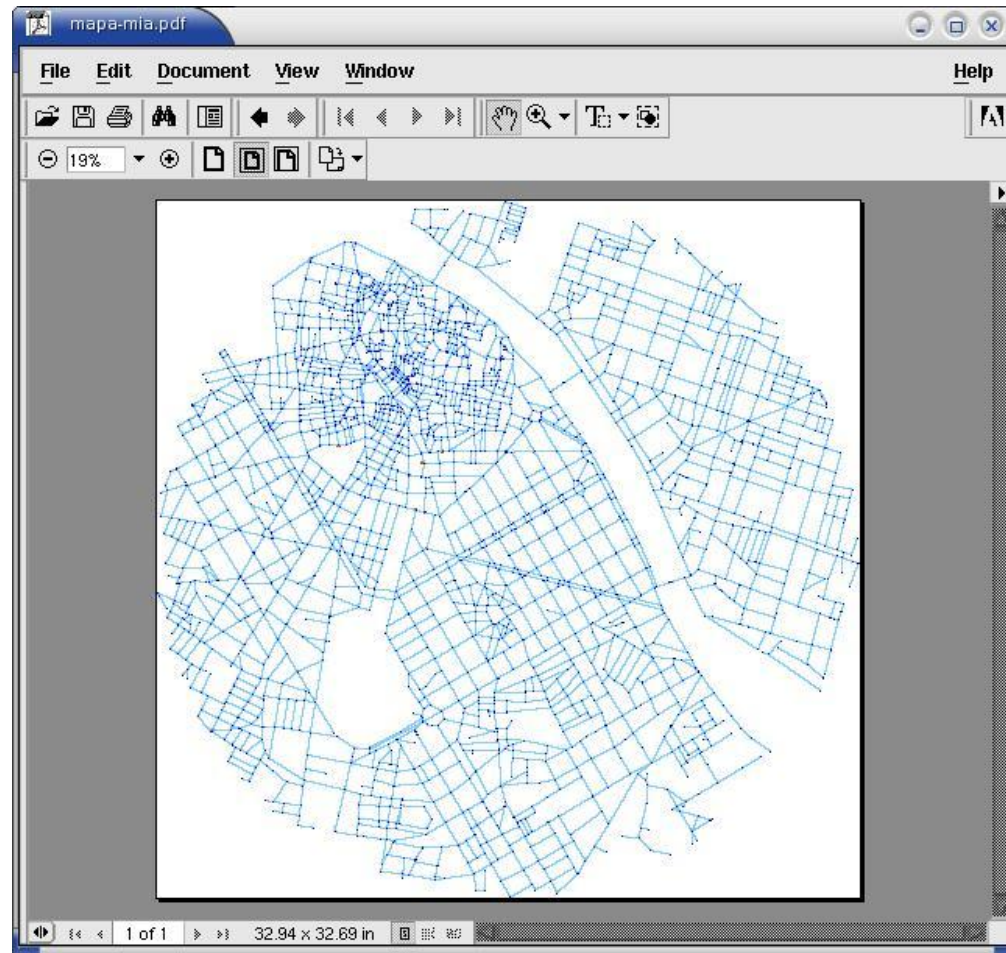 mapa-mia.pdf
File Edit Document View Window Help
19%
1 of 1 32.94 × 32.69 in